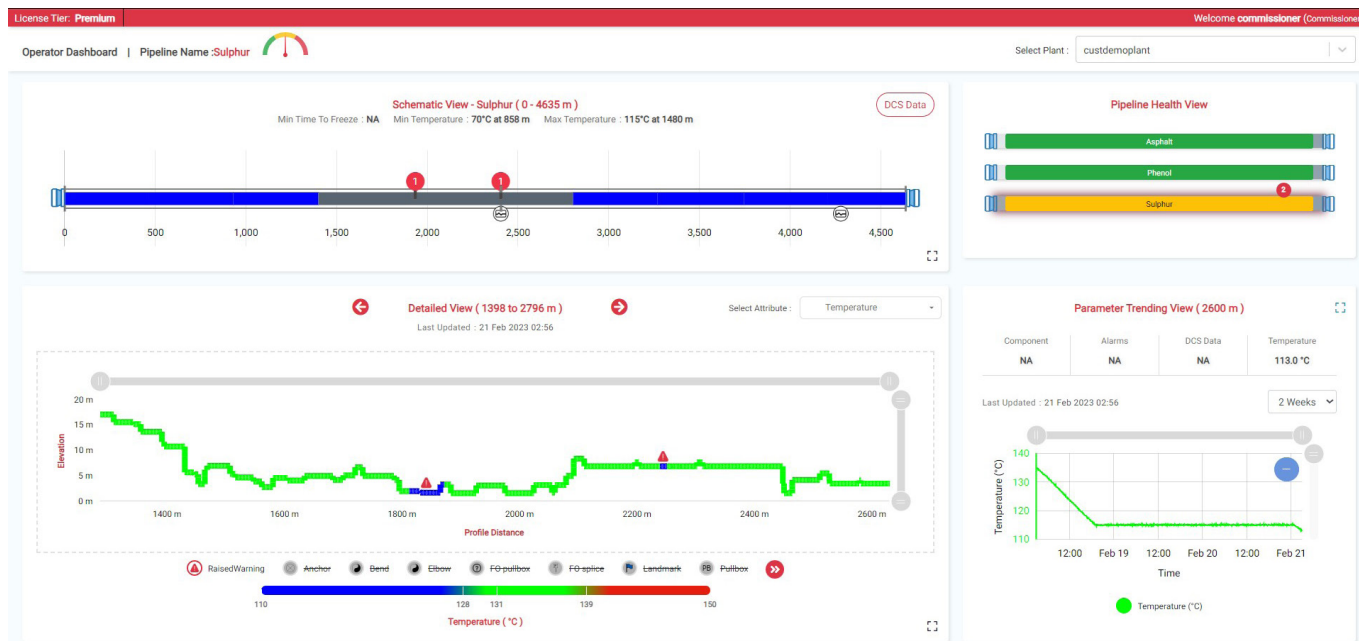 License Tier: Premium
Welcome commissioner (Commissioner
Operator Dashboard | Pipeline Name :Sulphur
Select Plant : custdemoplant
Schematic View - Sulphur ( 0 - 4635 m )
DCS Data
Min Time To Freeze : NA Min Temperature : 70°C at 858 m Max Temperature : 115°C at 1480 m
1 1
0 500 1,000 1,500 2,000 2,500 3,000 3,500 4,000 4,500
Pipeline Health View
Asphalt
Phenol
2
Sulphur
Detailed View ( 1398 to 2796 m )
Select Attribute : Temperature
Last Updated : 21 Feb 2023 02:56
20 m
15 m
10 m
5 m
0 m
Elevation
1400 m 1600 m 1800 m 2000 m 2200 m 2400 m 2600 m
Profile Distance
RaisedWarning Anchor Bend Elbow FO pullbox FO splice Landmark PB Pullbox
110 128 131 139 150
Temperature ( °C )
Parameter Trending View ( 2600 m )
Component Alarms DCS Data Temperature
NA NA NA 113.0 °C
Last Updated : 21 Feb 2023 02:56
2 Weeks
140
130
120
110
Temperature (°C)
12:00 Feb 19 12:00 Feb 20 12:00 Feb 21
Time
Temperature (°C)